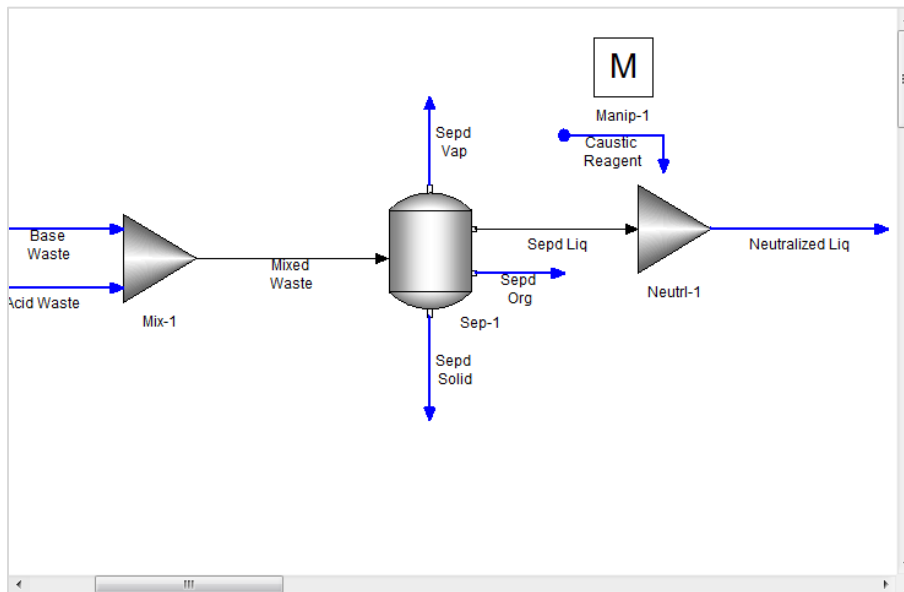 M
Manip-1
Sepd
Vap
Caustic
Reagent
Base
Waste
Sepd Liq
Neutralized Liq
Mixed
Waste
Sepd
Org
Acid Waste
Neutrl-1
Mix-1
Sep-1
Sepd
Solid